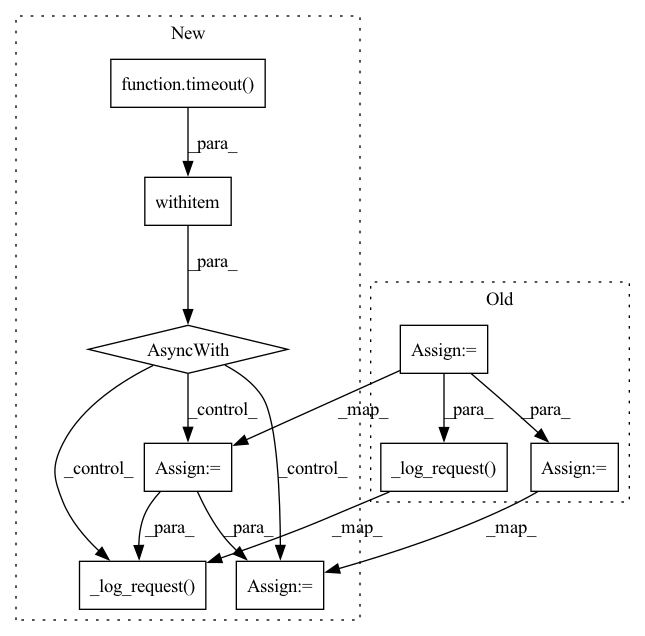 New
function.timeout()
_para_
withitem
_para_
Old
AsyncWith
Assign:=
_control_
_map_
_para_
_para_
_control_
_control_
Assign:=
_log_request()
Assign:=
_para_
_para_
_map_
_map_
_log_request()
Assign:=